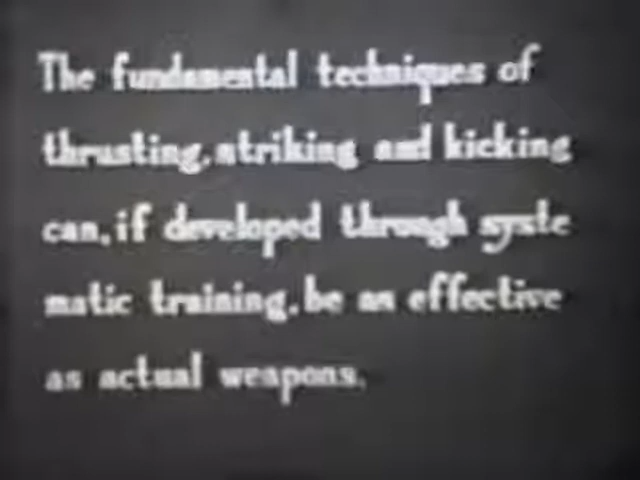 The fundamental techniques of
thrusting, striking and kicking
can, if developed through syste
matic training, be as effective
as actual weapons.